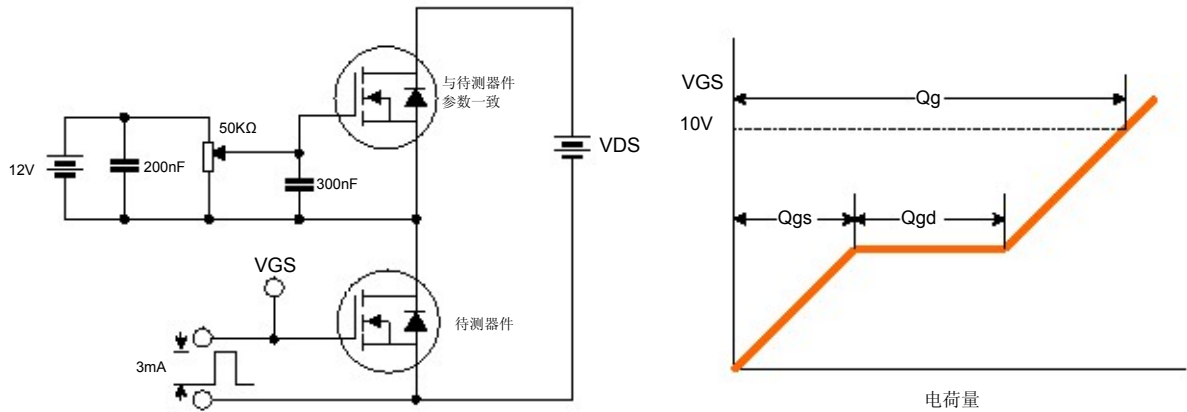 与待测器件
参数一致
50KΩ
12V
200nF
300nF
VDS
VGS
待测器件
3mA
VGS
10V
Qg
Qgs
Qgd
电荷量